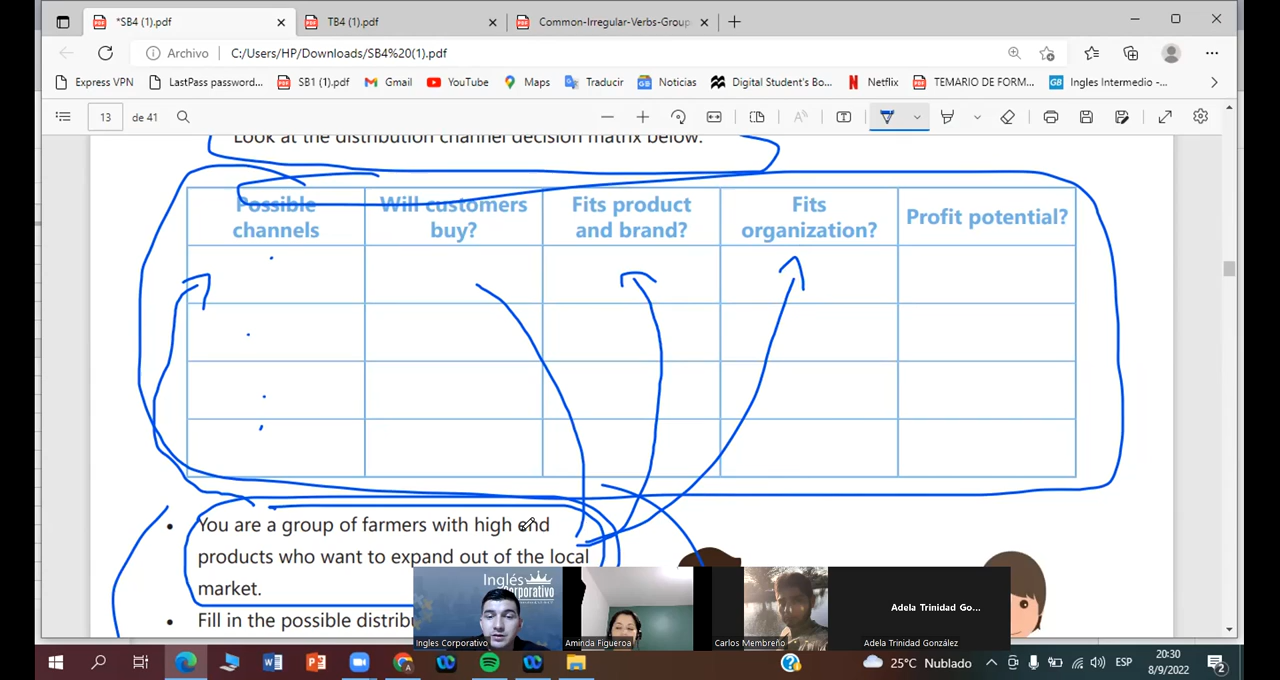 *SB4 (1).pdf
TB4 (1).pdf
Common-Irregular-Verbs-Group
Archivo
C:/Users/HP/Downloads/SB4%20(1).pdf
Express VPN
LastPass password...
SB1 (1).pdf
Gmail
YouTube
Maps
Traducir
Noticias
Digital Student's Bo...
Netflix
TEMARIO DE FORM...
Ingles Intermedio -...
13
de 41
Look at the distribution channel decision matrix below.
Possible channels
Will customers buy?
Fits product and brand?
Fits organization?
Profit potential?
• You are a group of farmers with high end
products who want to expand out of the local
market.
• Fill in the possible distribu
Inglés
Corporativo
Ingles Corporativo
Aminda Figueroa
Carlos Membreño
Adela Trinidad Go...
Adela Trinidad González
25°C Nublado
ESP
20:30
8/9/2022
2